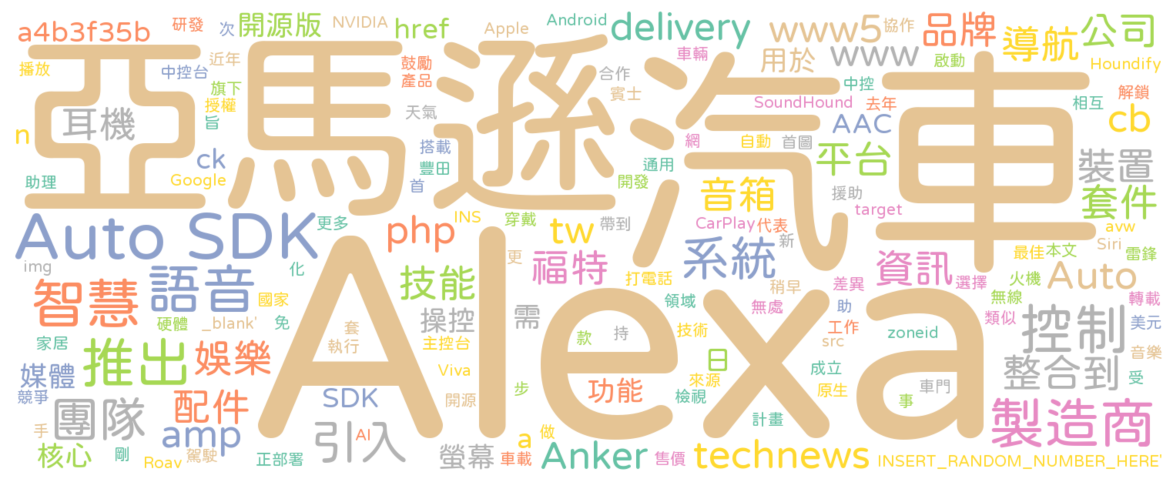 a4b3f35b
研發
次
開源版
NVIDIA
href
Apple
Android
delivery
www5
協作
品牌
導航
公司
播放
中控台
近年
鼓勵
產品
合作
車輛
用於
www
啟動
Houndify
旗下
授權
旨
天氣
賓士
中控
SoundHound
去年
相互
解鎖
亞馬遜
汽車
耳機
n
ck
搭載
豐田
首
網
自動
首圖
AAC
cb
助理
Google
通用
開發
平台
裝置
音箱
援助
套件
Auto SDK
更多
php
INS
穿戴
帶到
tw
CarPlay
代表
target
avw
img
化
更
福特
打電話
系統
新
差異
資訊
選擇
最佳
本文
Siri
雷鋒
智慧
語音
國家
技能
領域
稍早
無處
Auto
火機
無線
轉載
硬體
_blank'
免
套
操控
需
款
持
技術
助
工作
src
zoneid
類似
控制
美元
家居
推出
娛樂
執行
主控台
日
來源
檢視
成立
原生
車門
整合到
音樂
受
媒體
競爭
配件
SDK
Viva
開源
步
功能
事
Alexa
手
團隊
amp
引入
AI
a
做
計畫
製造商
核心
剛
Roav
駕駛
正部署
螢幕
車載
Anker
售價
technews
INSERT_RANDOM_NUMBER_HERE'